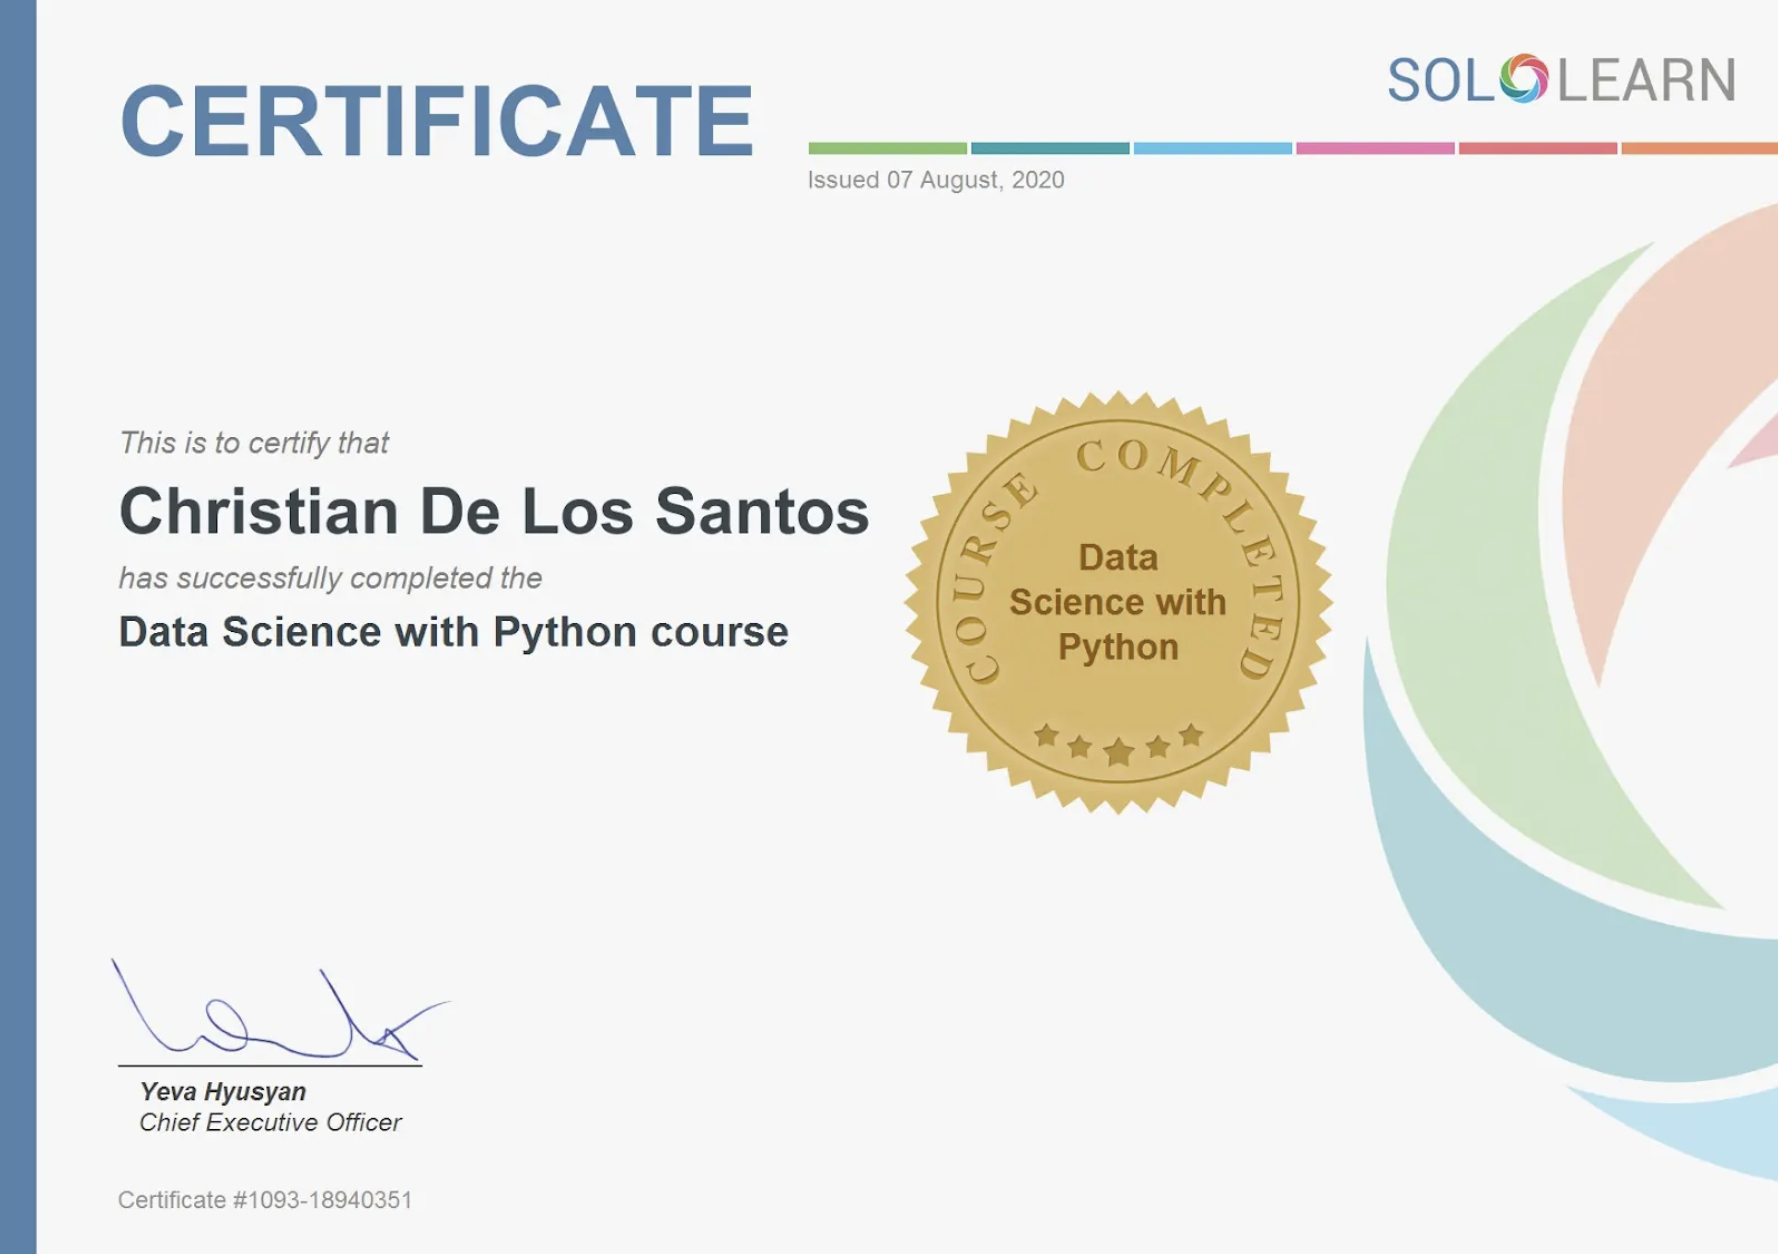 CERTIFICATE
SOLOLEARN
Issued 07 August, 2020
This is to certify that
Christian De Los Santos
has successfully completed the
Data Science with Python course
COURSE COMPLETED
Data
Science with
Python
Yeva Hyusyan
Chief Executive Officer
Certificate #1093-18940351